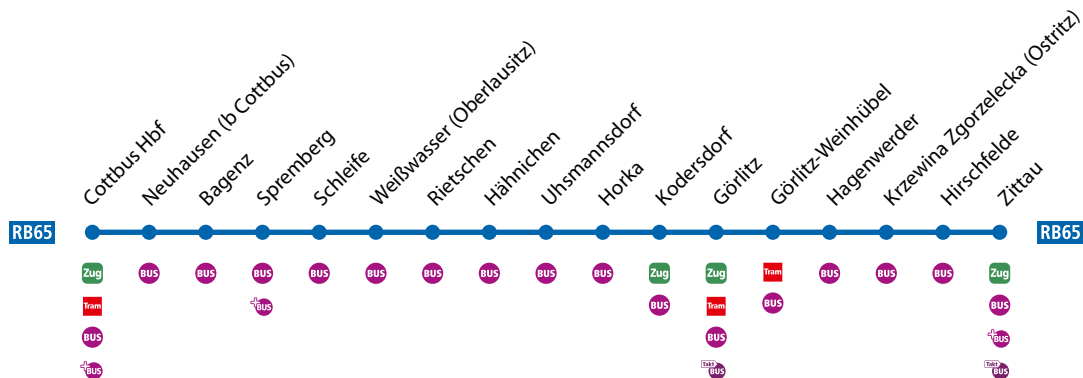 Cottbus Hbf
Neuhausen (b Cottbus)
Bagenz
Spremberg
Schleife
Weißwasser (Oberlausitz)
Rietschen
Hähnichen
Uhsmannsdorf
Horka
Kodersdorf
Görlitz
Görlitz-Weinhübel
Hagenwerder
Krzewina Zgorzelecka (Ostritz)
Hirschfelde
Zittau
RB65 RB65
Zug BUS BUS BUS BUS BUS BUS BUS BUS BUS Zug Zug Tram BUS BUS BUS Zug
Tram +BUS BUS Tram BUS BUS
BUS BUS +BUS
+BUS Takt BUS Takt BUS